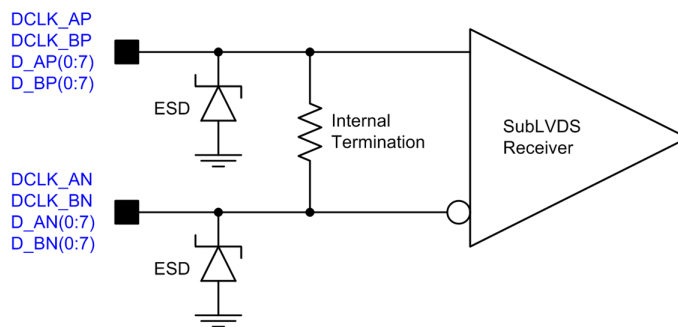 DCLK_AP
DCLK_BP
D_AP(0:7)
D_BP(0:7)
ESD
Internal
Termination
SubLVDS
Receiver
DCLK_AN
DCLK_BN
D_AN(0:7)
D_BN(0:7)
ESD